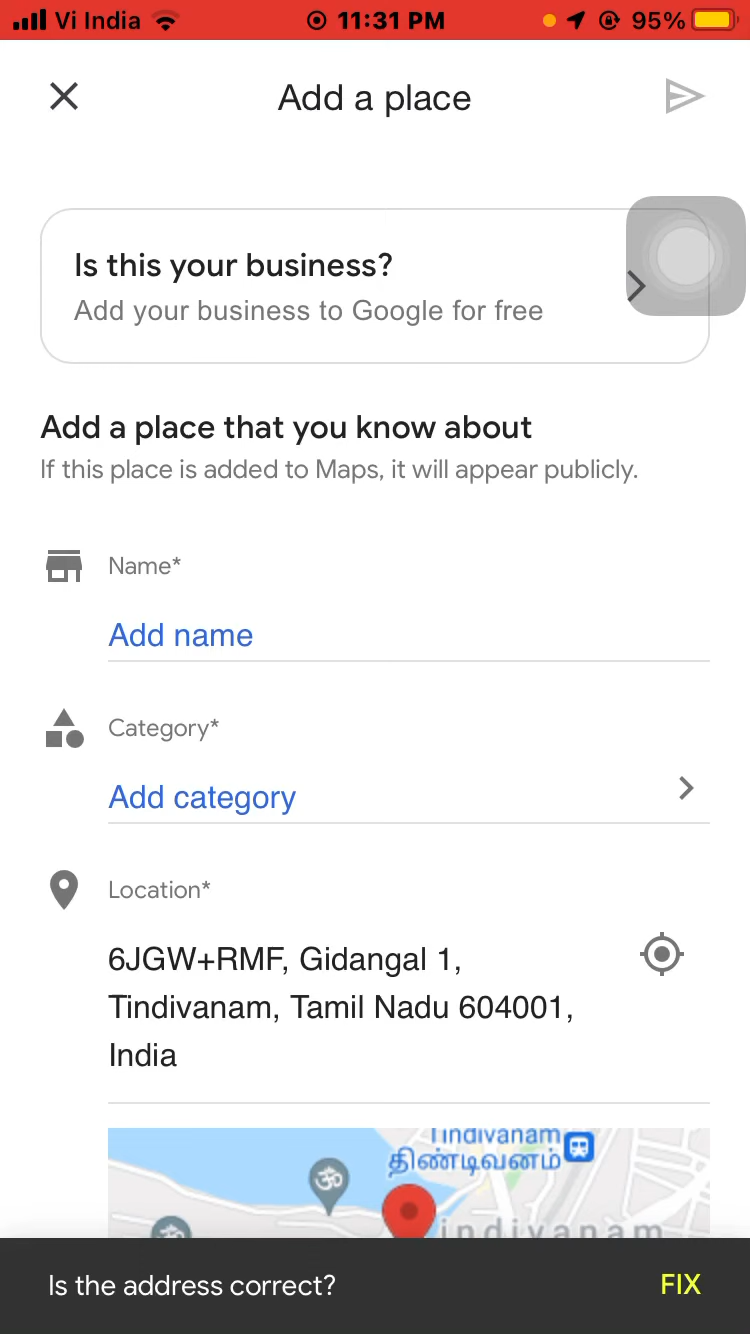 Vi India
11:31 PM
95%
Add a place
Is this your business?
Add your business to Google for free
Add a place that you know about
If this place is added to Maps, it will appear publicly.
Name*
Add name
Category*
Add category
Location*
6JGW+RMF, Gidangal 1,
Tindivanam, Tamil Nadu 604001,
India
Tindivanam
திண்டிவனம்
ॐ
indivanam
ॐ
Is the address correct?
FIX